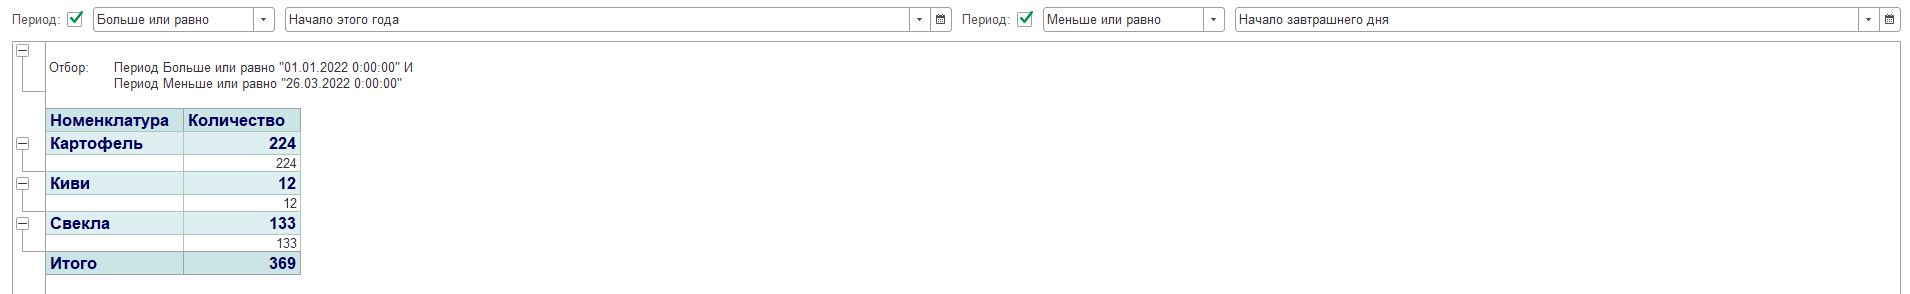 Период: Больше или равно Начало этого года Период: Меньше или равно Начало завтрашнего дня
Отбор: Период Больше или равно "01.01.2022 0:00:00" И
Период Меньше или равно "26.03.2022 0:00:00"
Номенклатура Количество
Картофель 224
224
Киви 12
12
Свекла 133
133
Итого 369